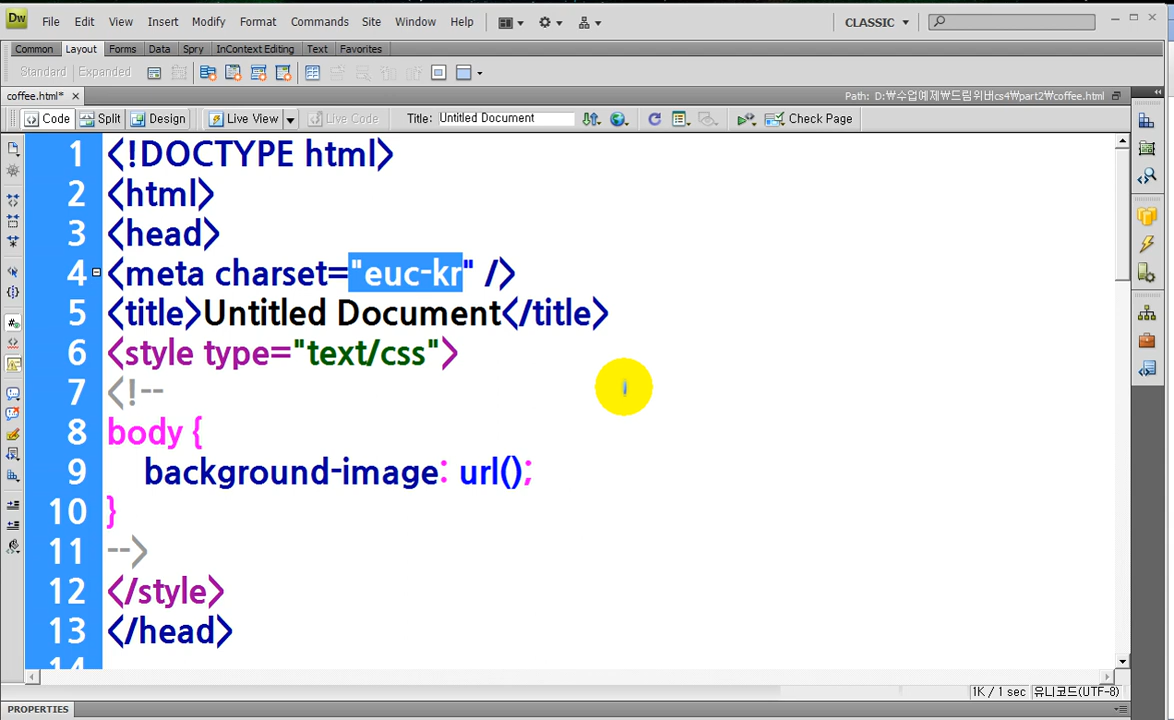 Dw File Edit View Insert Modify Format Commands Site Window Help CLASSIC
Common Layout Forms Data Spry InContext Editing Text Favorites
Standard Expanded
coffee.html* × Path: D:₩수업예제₩드림위버cs4₩part2₩coffee.html
Code Split Design Live View Live Code Title: Untitled Document Check Page
1 <!DOCTYPE html>
2 <html>
3 <head>
4 <meta charset="euc-kr" />
5 <title>Untitled Document</title>
6 <style type="text/css">
7 <!--
8 body {
9 background-image: url();
10 }
11 -->
12 </style>
13 </head>
14
1K / 1 sec 유니코드(UTF-8)
PROPERTIES